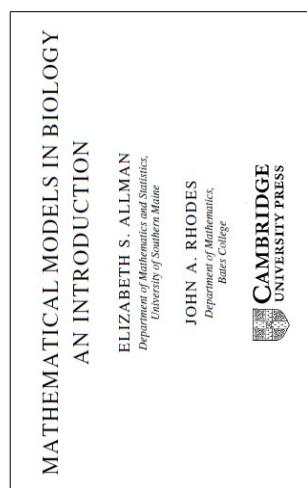 MATHEMATICAL MODELS IN BIOLOGY
AN INTRODUCTION
ELIZABETH S. ALLMAN
Department of Mathematics and Statistics,
University of Southern Maine
JOHN A. RHODES
Department of Mathematics,
Bates College
CAMBRIDGE
UNIVERSITY PRESS